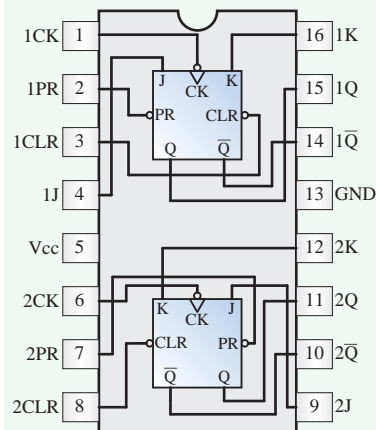 1CK 1 16 1K
J K
CK
1PR 2 PR CLR 15 1Q
1CLR 3 Q Q̅ 14 1Q̅
1J 4 13 GND
Vcc 5 12 2K
K J
CK
2CK 6 11 2Q
2PR 7 CLR PR 10 2Q̅
Q̅ Q
2CLR 8 9 2J